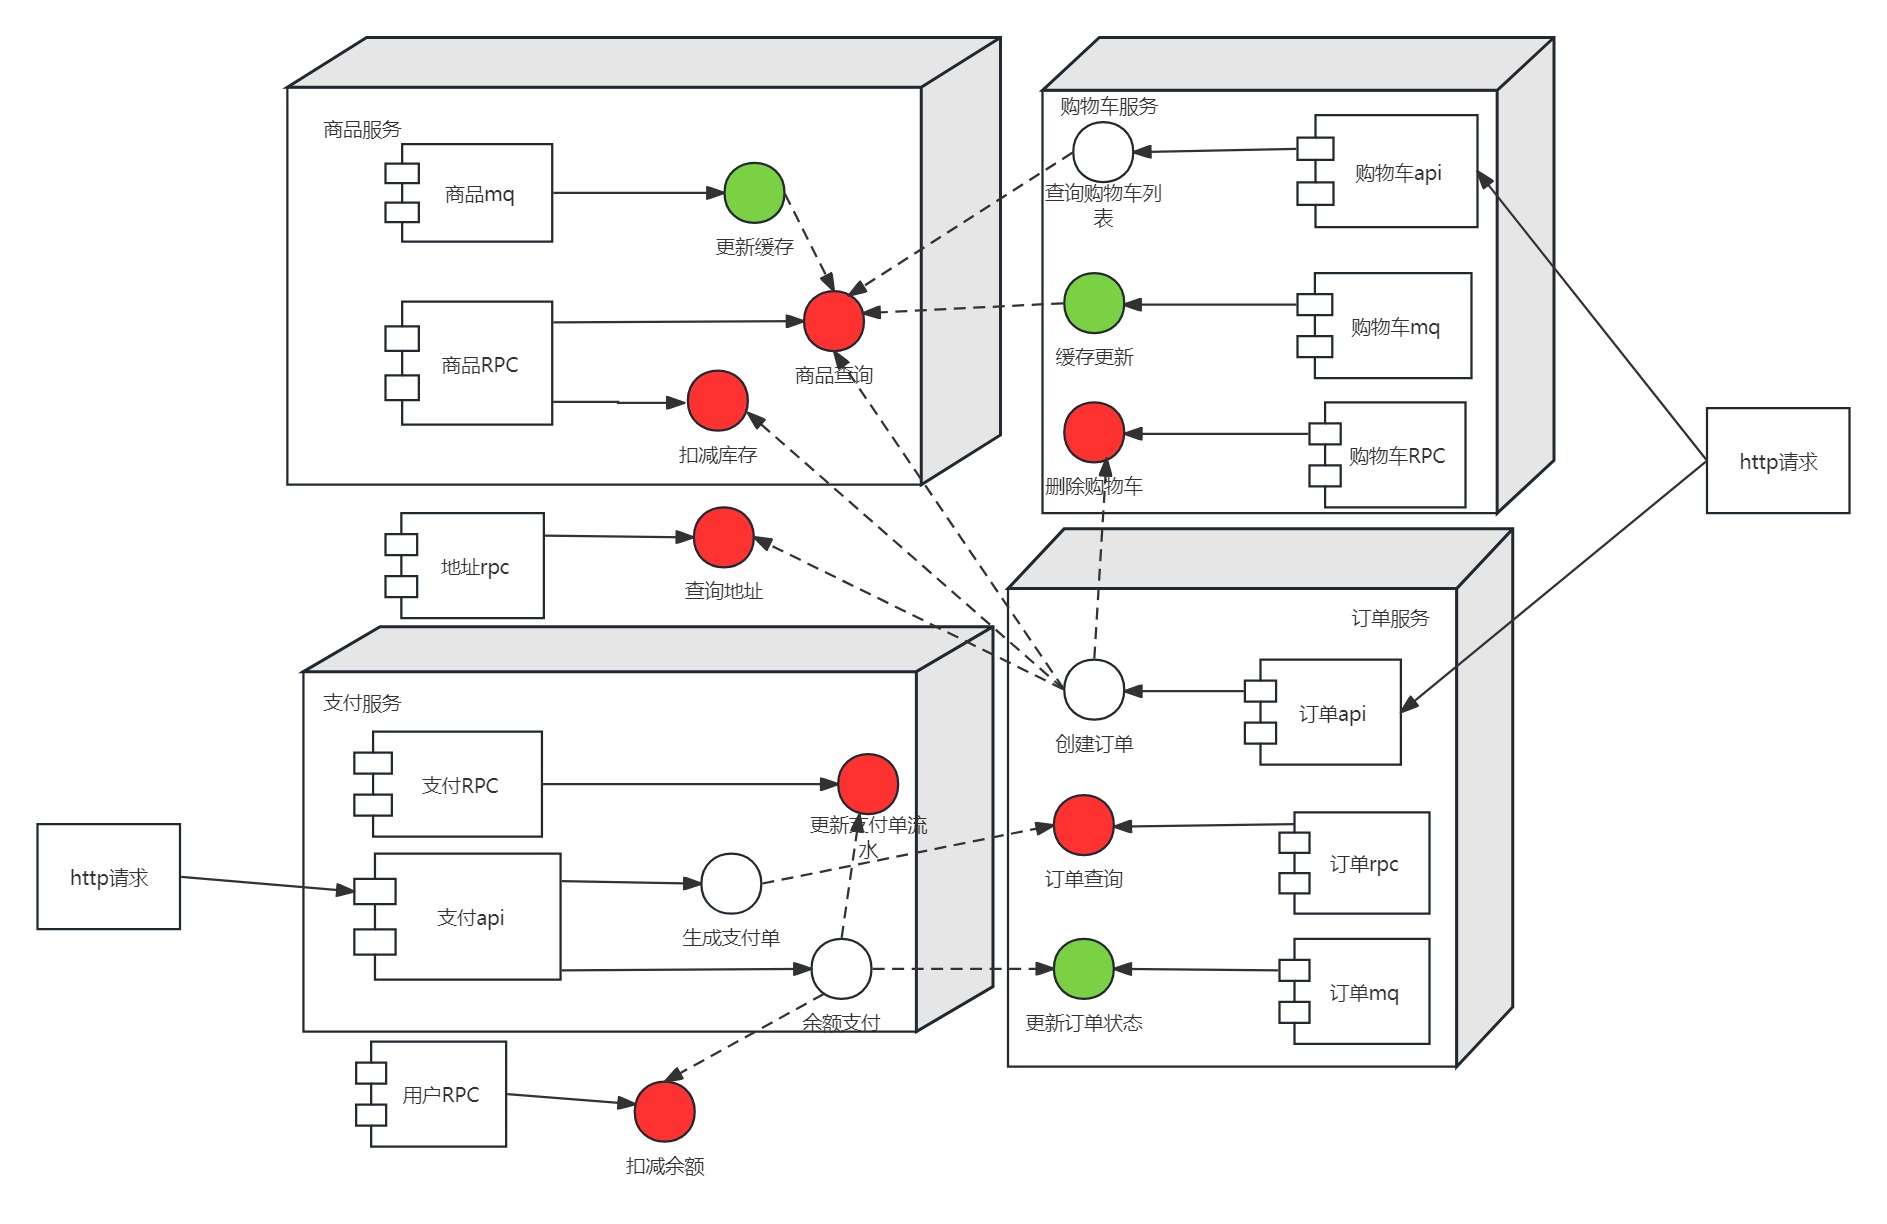 商品服务
商品mq
更新缓存
商品RPC
商品查询
扣减库存
购物车服务
购物车api
查询购物车列
表
购物车mq
缓存更新
购物车RPC
删除购物车
http请求
地址rpc
查询地址
订单服务
订单api
创建订单
订单rpc
订单查询
订单mq
更新订单状态
支付服务
支付RPC
更新支付单流
水
http请求
支付api
生成支付单
余额支付
用户RPC
扣减余额